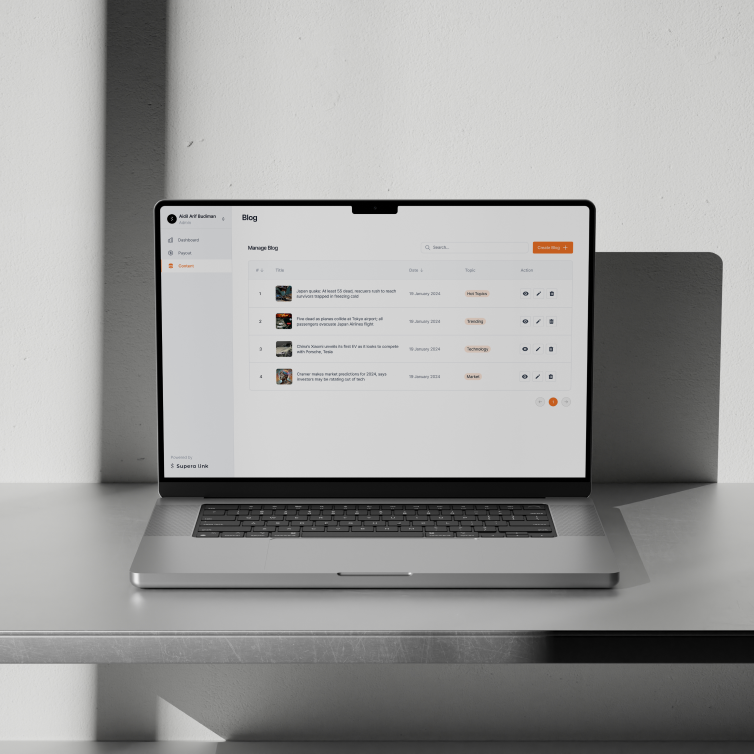 Aidil Arif Budiman
Admin
Dashboard
Payout
Content
Powered by
Supera link
Blog
Manage Blog
Search...
Create Blog +
#
Title
Date
Topic
Action
1
Japan quake: At least 55 dead, rescuers rush to reach
survivors trapped in freezing cold
16 January 2024
Hot Topics
2
Five dead as planes collide at Tokyo airport; all
passengers evacuate Japan Airlines flight
16 January 2024
Trending
3
China's Xiaomi unveils its first EV as it looks to compete
with Porsche, Tesla
16 January 2024
Technology
4
Cramer makes market predictions for 2024, says
investors may be rotating out of tech
16 January 2024
Market
1